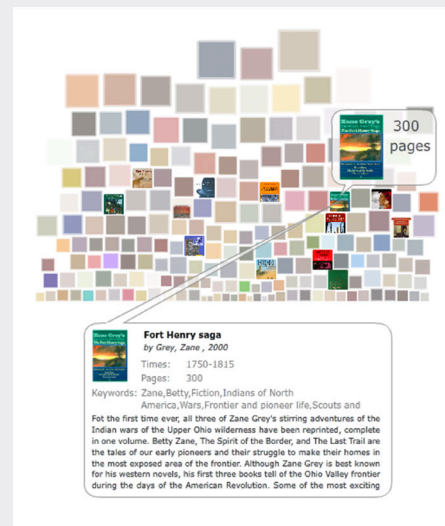 Zane Grey's
300
pages
Zane Grey's
Fort Henry saga
by Grey, Zane , 2000
Times: 1750-1815
Pages: 300
Keywords: Zane,Betty,Fiction,Indians of North
America,Wars,Frontier and pioneer life,Scouts and
Fot the first time ever, all three of Zane Grey's stirring adventures of the
Indian wars of the Upper Ohio wilderness have been reprinted, complete
in one volume. Betty Zane, The Spirit of the Border, and The Last Trail are
the tales of our early pioneers and their struggle to make their homes in
the most exposed area of the frontier. Although Zane Grey is best known
for his western novels, his first three books tell of the Ohio Valley frontier
during the days of the American Revolution. Some of the most exciting